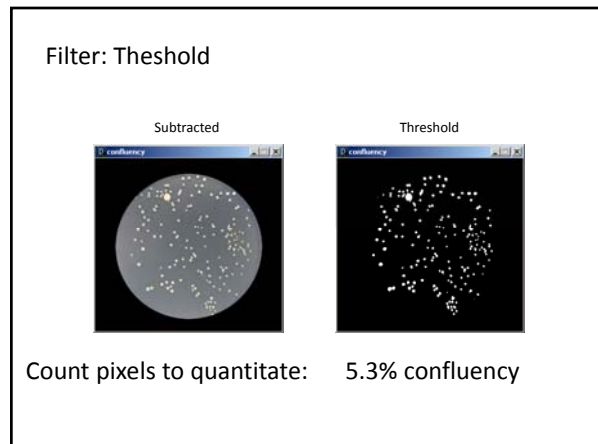 Filter: Theshold
Subtracted Threshold
confluency confluency
Count pixels to quantitate: 5.3% confluency